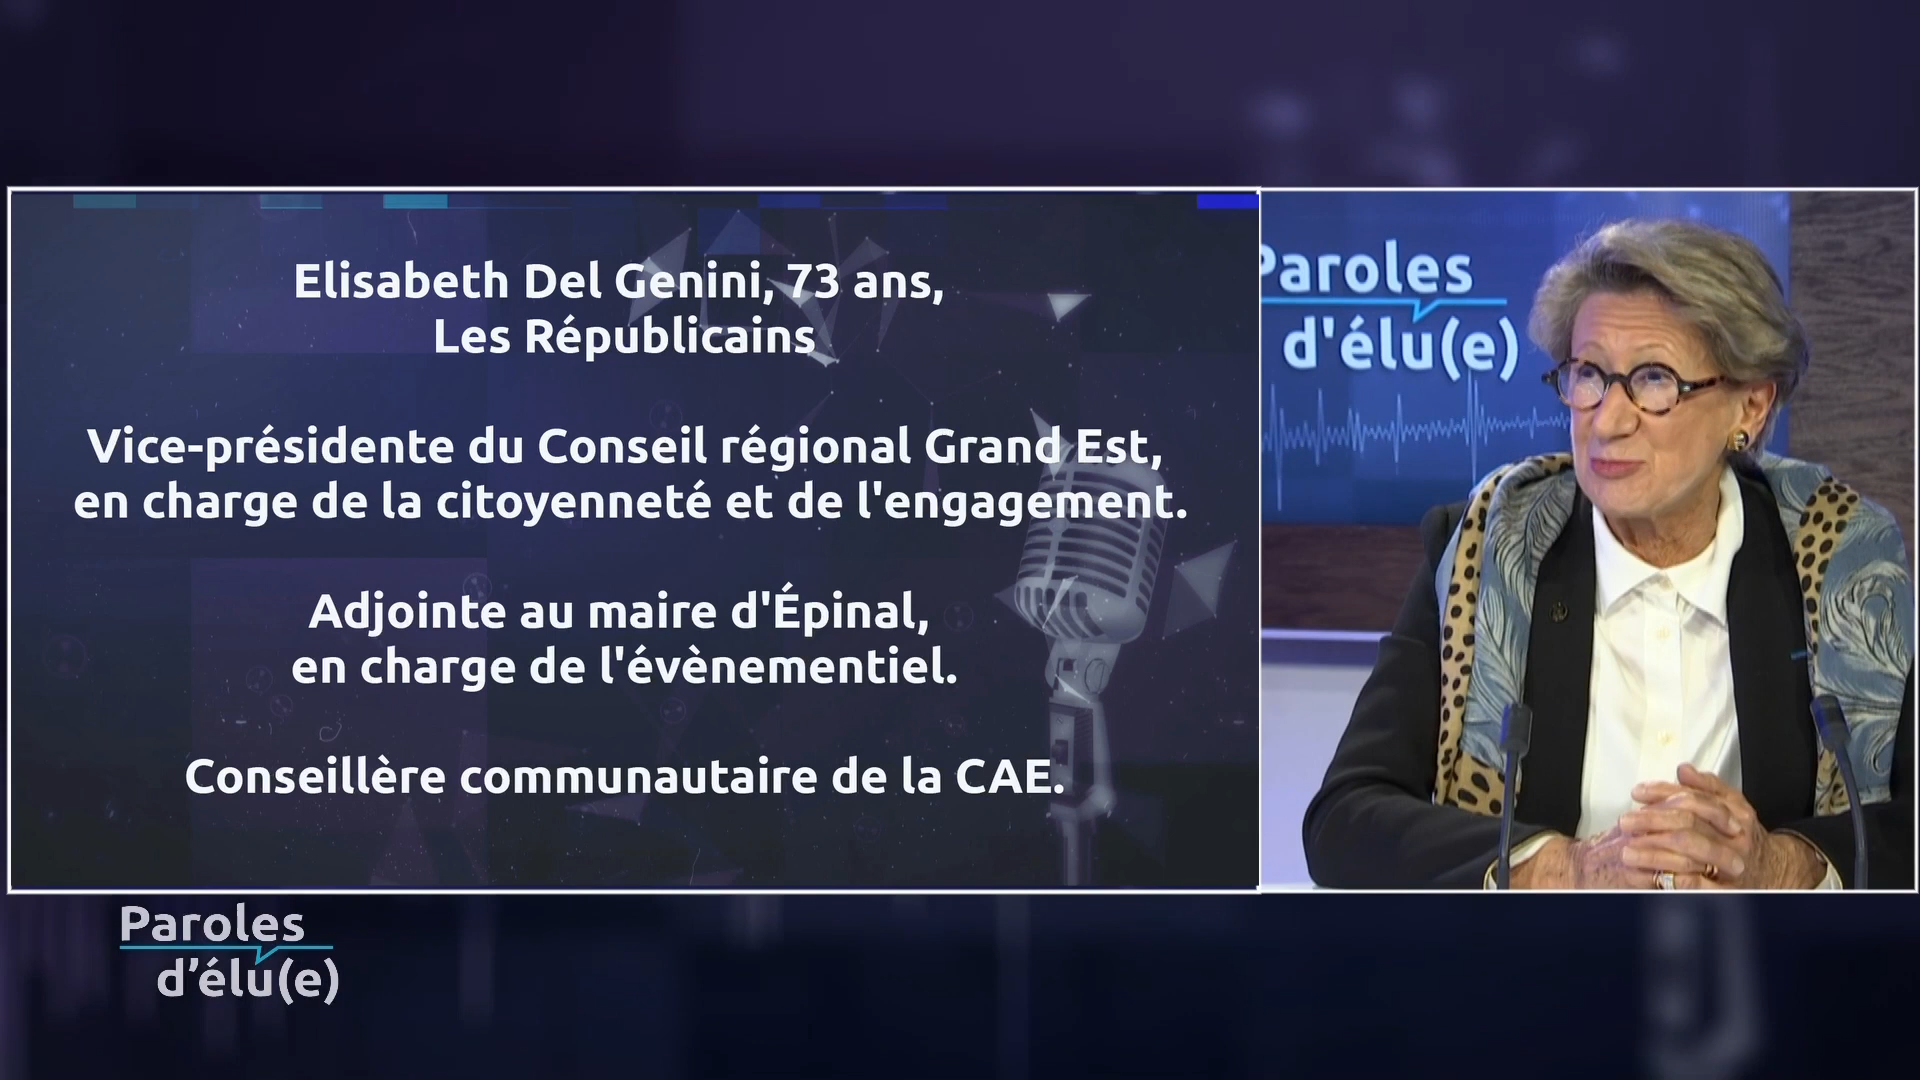 Elisabeth Del Genini, 73 ans,
Les Républicains
Vice-présidente du Conseil régional Grand Est,
en charge de la citoyenneté et de l'engagement.
Adjointe au maire d'Épinal,
en charge de l'évènementiel.
Conseillère communautaire de la CAE.
Paroles
d'élu(e)
Paroles
d’élu(e)